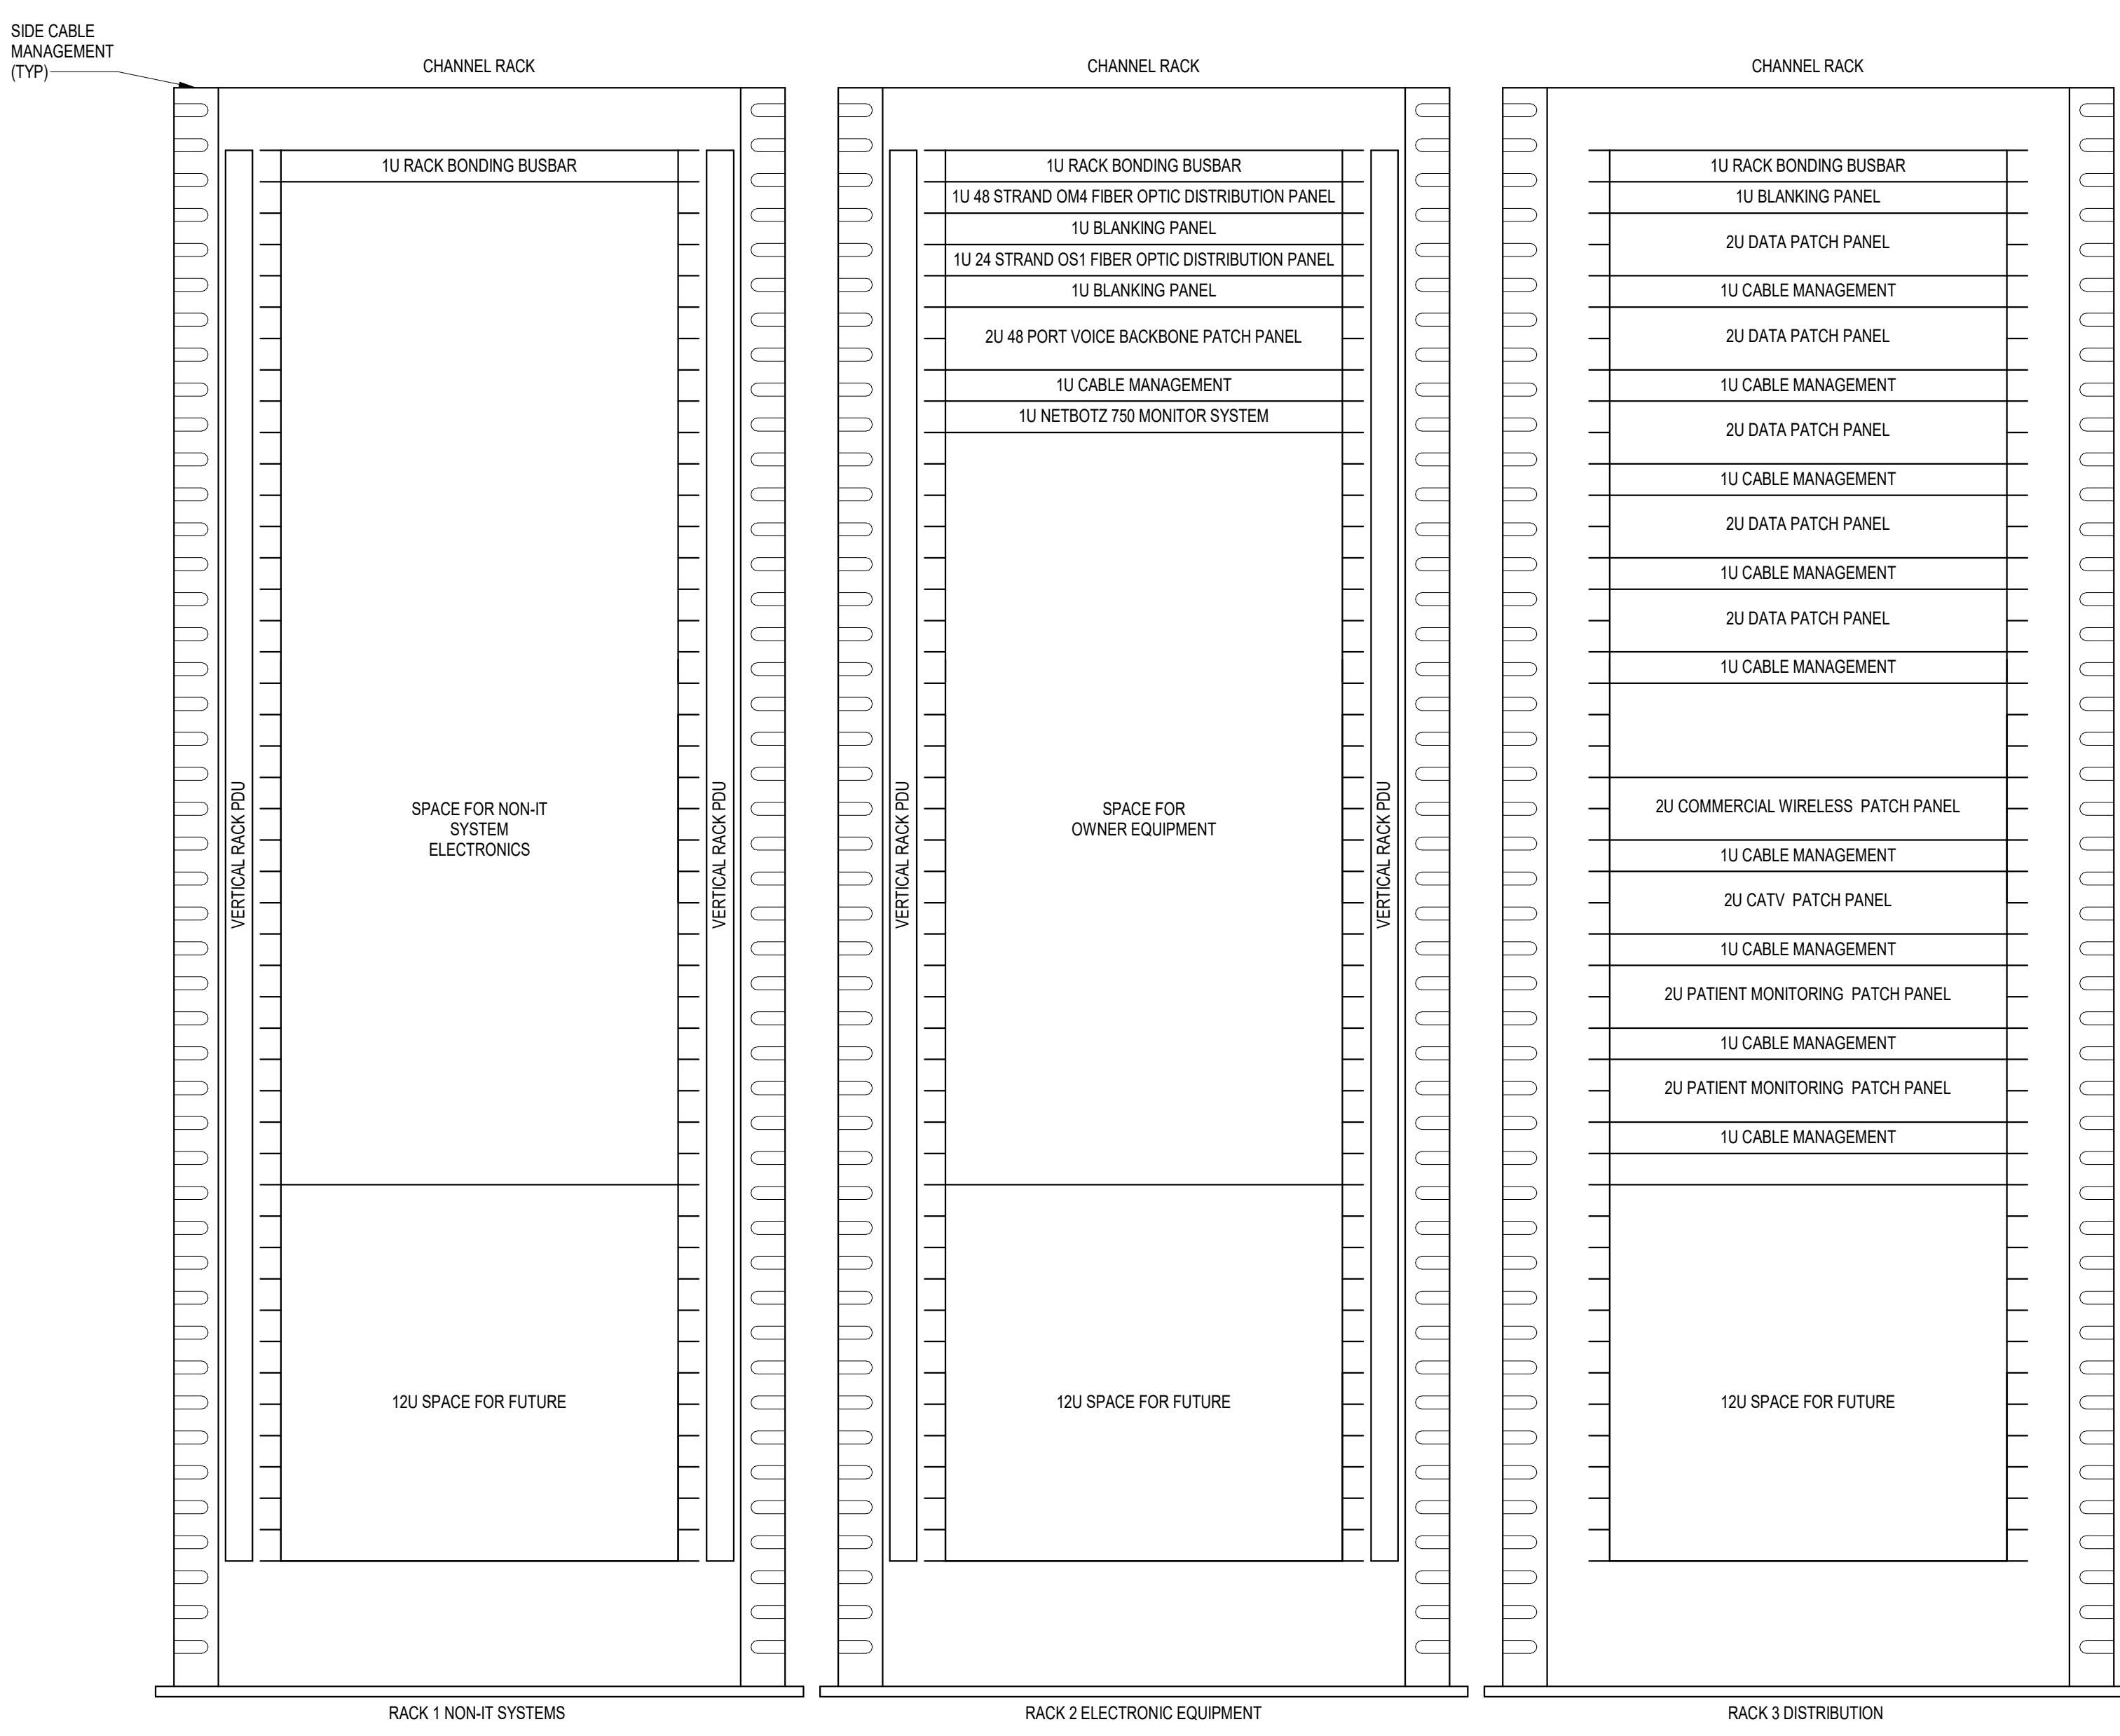 SIDE CABLE
MANAGEMENT
(TYP)
CHANNEL RACK
1U RACK BONDING BUSBAR
VERTICAL RACK PDU
SPACE FOR NON-IT
SYSTEM
ELECTRONICS
VERTICAL RACK PDU
12U SPACE FOR FUTURE
RACK 1 NON-IT SYSTEMS
CHANNEL RACK
1U RACK BONDING BUSBAR
1U 48 STRAND OM4 FIBER OPTIC DISTRIBUTION PANEL
1U BLANKING PANEL
1U 24 STRAND OS1 FIBER OPTIC DISTRIBUTION PANEL
1U BLANKING PANEL
2U 48 PORT VOICE BACKBONE PATCH PANEL
1U CABLE MANAGEMENT
1U NETBOTZ 750 MONITOR SYSTEM
VERTICAL RACK PDU
SPACE FOR
OWNER EQUIPMENT
VERTICAL RACK PDU
12U SPACE FOR FUTURE
RACK 2 ELECTRONIC EQUIPMENT
CHANNEL RACK
1U RACK BONDING BUSBAR
1U BLANKING PANEL
2U DATA PATCH PANEL
1U CABLE MANAGEMENT
2U DATA PATCH PANEL
1U CABLE MANAGEMENT
2U DATA PATCH PANEL
1U CABLE MANAGEMENT
2U DATA PATCH PANEL
1U CABLE MANAGEMENT
2U DATA PATCH PANEL
1U CABLE MANAGEMENT
2U COMMERCIAL WIRELESS PATCH PANEL
1U CABLE MANAGEMENT
2U CATV PATCH PANEL
1U CABLE MANAGEMENT
2U PATIENT MONITORING PATCH PANEL
1U CABLE MANAGEMENT
2U PATIENT MONITORING PATCH PANEL
1U CABLE MANAGEMENT
12U SPACE FOR FUTURE
RACK 3 DISTRIBUTION